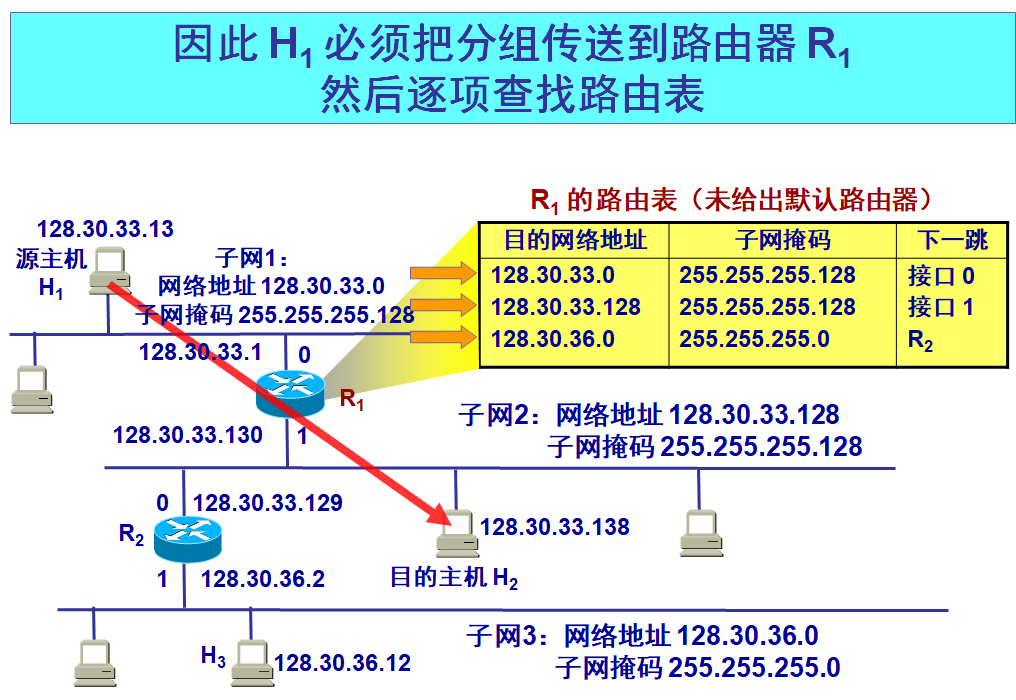 因此 H1 必须把分组传送到路由器 R1
然后逐项查找路由表
R1 的路由表（未给出默认路由器）
目的网络地址 子网掩码 下一跳
128.30.33.0 255.255.255.128 接口 0
128.30.33.128 255.255.255.128 接口 1
128.30.36.0 255.255.255.0 R2
128.30.33.13
源主机
H1
子网1：
网络地址 128.30.33.0
子网掩码 255.255.255.128
128.30.33.1
0
R1
128.30.33.130
1
子网2：网络地址 128.30.33.128
子网掩码 255.255.255.128
0
128.30.33.129
R2
1
128.30.36.2
128.30.33.138
目的主机 H2
子网3：网络地址 128.30.36.0
子网掩码 255.255.255.0
H3
128.30.36.12